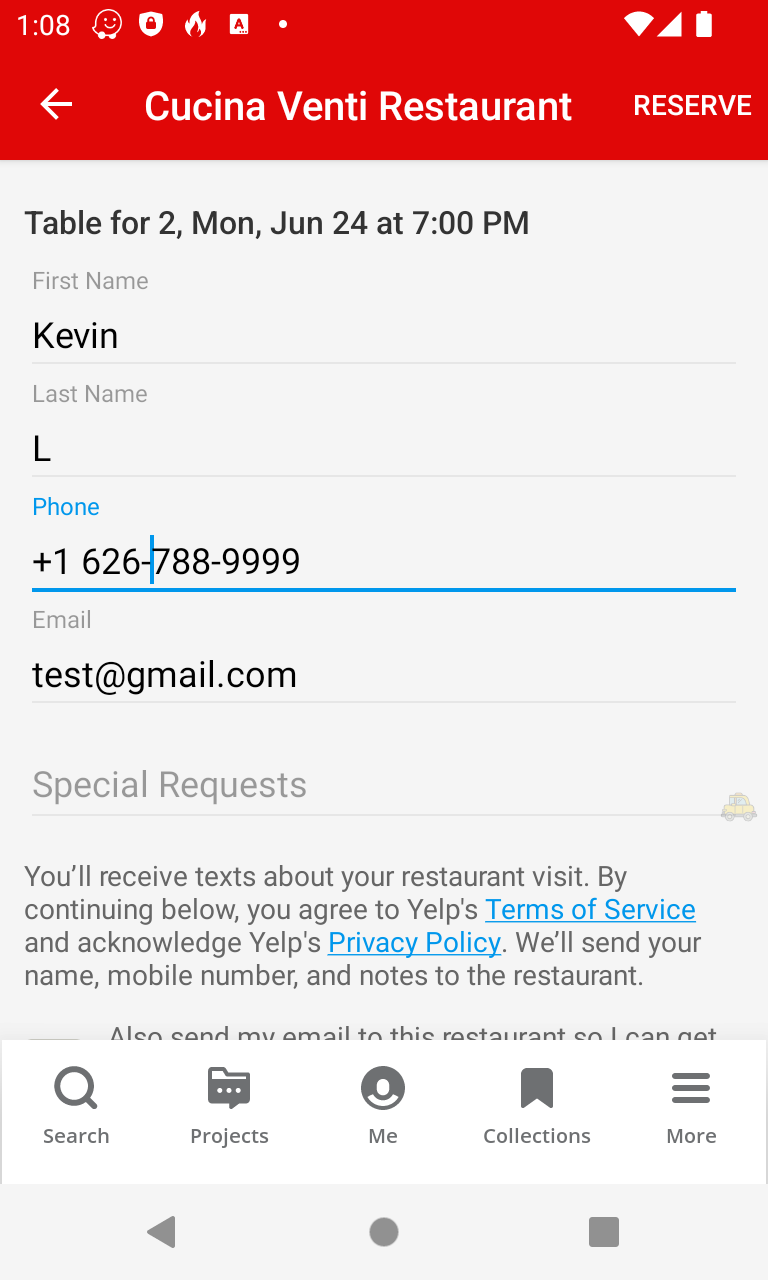 1:08
Cucina Venti Restaurant
RESERVE
Table for 2, Mon, Jun 24 at 7:00 PM
First Name
Kevin
Last Name
L
Phone
+1 626-788-9999
Email
test@gmail.com
Special Requests
You’ll receive texts about your restaurant visit. By
continuing below, you agree to Yelp's Terms of Service
and acknowledge Yelp's Privacy Policy. We’ll send your
name, mobile number, and notes to the restaurant.
Also send my email to this restaurant so I can get
Search
Projects
Me
Collections
More